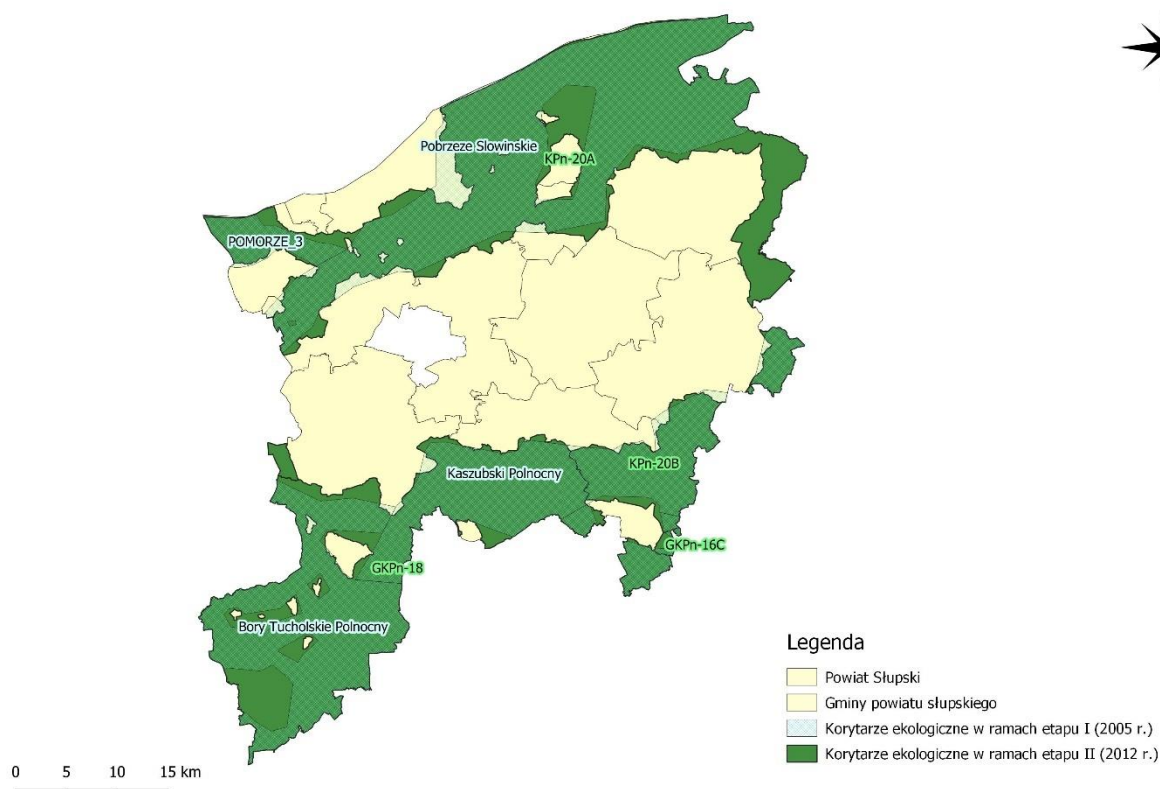 Pobrzeze Slowinskie
KPn-20A
POMORZE_3
Kaszubski Polnocny
KPn-20B
GKPn-16C
GKPn-18
Bory Tucholskie Polnocny
Legenda
Powiat Słupski
Gminy powiatu słupskiego
Korytarze ekologiczne w ramach etapu I (2005 r.)
Korytarze ekologiczne w ramach etapu II (2012 r.)
0 5 10 15 km